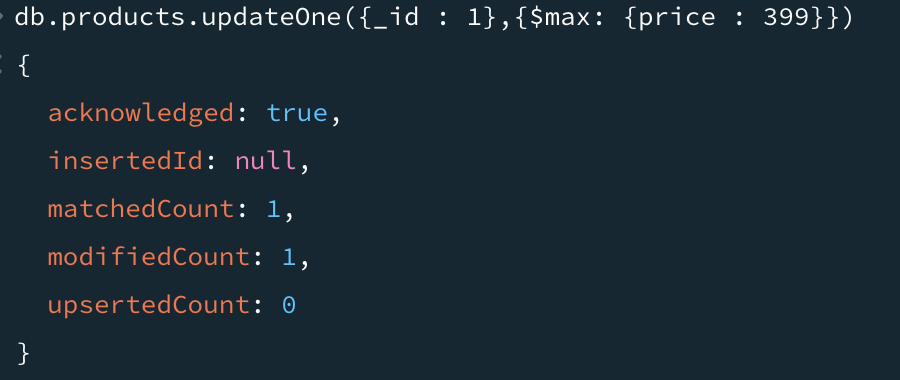 db.products.updateOne({_id : 1},{$max: {price : 399}})
{
acknowledged: true,
insertedId: null,
matchedCount: 1,
modifiedCount: 1,
upsertedCount: 0
}